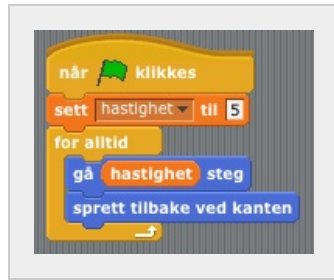 når klikkes
sett hastighet til 5
for alltid
gå hastighet steg
sprett tilbake ved kanten